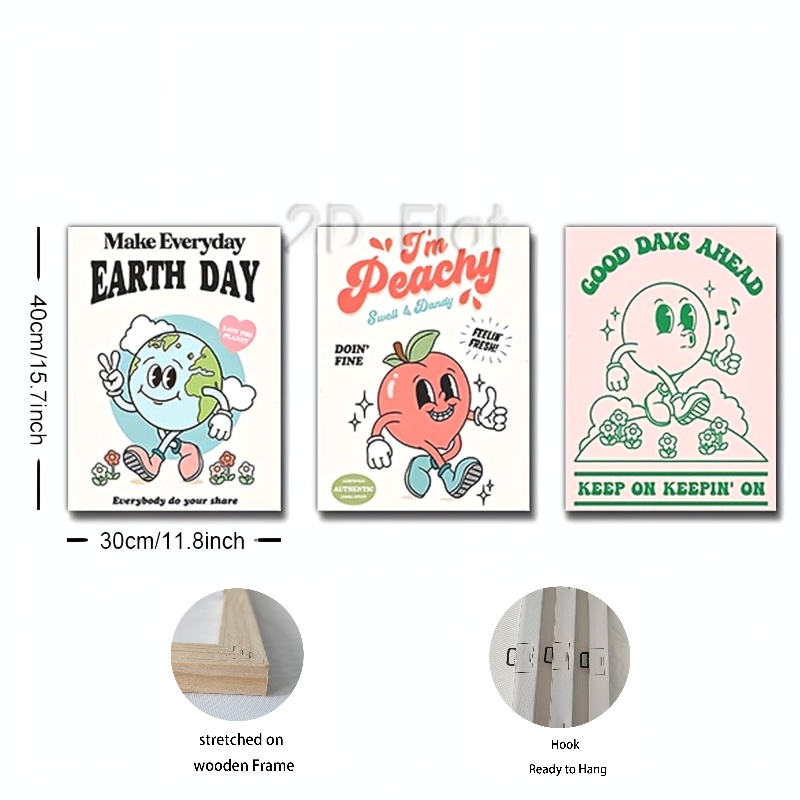 2D Flat
Make Everyday
EARTH DAY
SAVE THE
PLANET
Everybody do your share
I'm
Peachy
Swell & Dandy
DOIN'
FINE
FEELIN'
FRESH!
AUTHENTIC
GOOD DAYS AHEAD
KEEP ON KEEPIN' ON
40cm/15.7inch
30cm/11.8inch
stretched on
wooden Frame
Hook
Ready to Hang